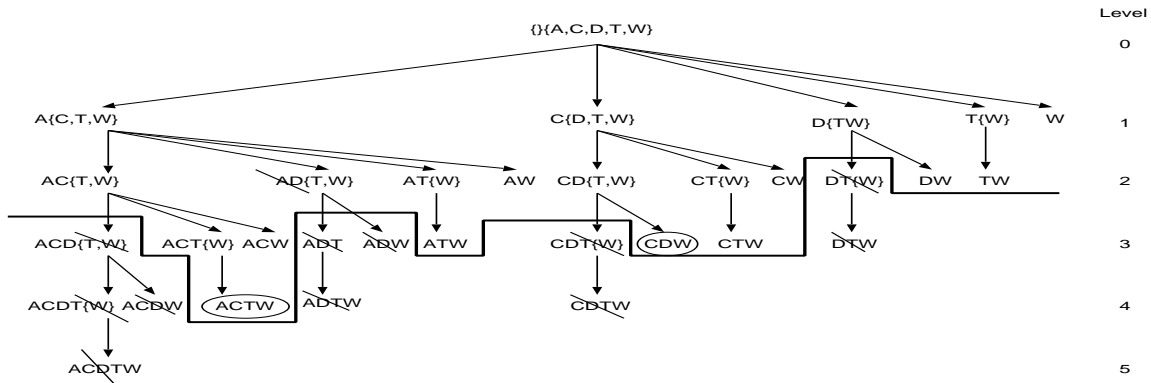 Level
{}{A,C,D,T,W} 0
A{C,T,W} C{D,T,W} D{TW} T{W} W 1
AC{T,W} AD{T,W} AT{W} AW CD{T,W} CT{W} CW DT{W} DW TW 2
ACD{T,W} ACT{W} ACW ADT ADW ATW CDT{W} CDW CTW DTW 3
ACDT{W} ACDW ACTW ADTW CDTW 4
ACDTW 5